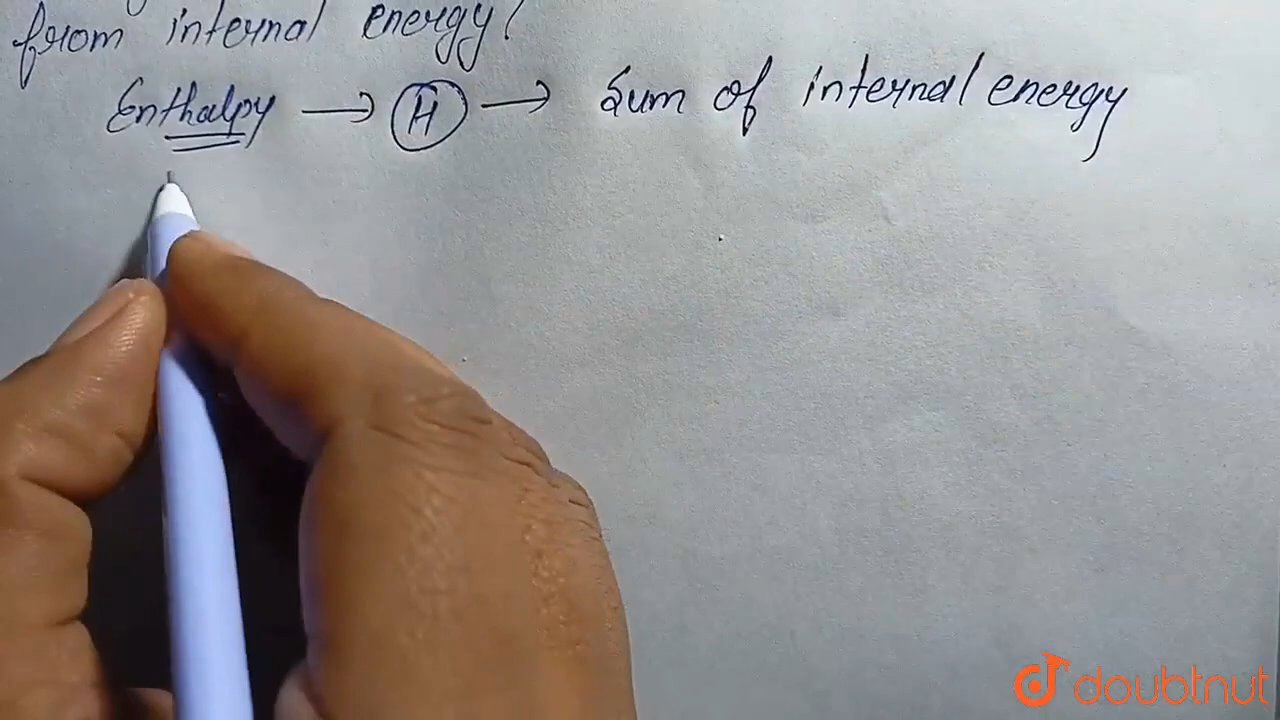 from internal energy?
Enthalpy → H → Sum of internal energy
doubtnut